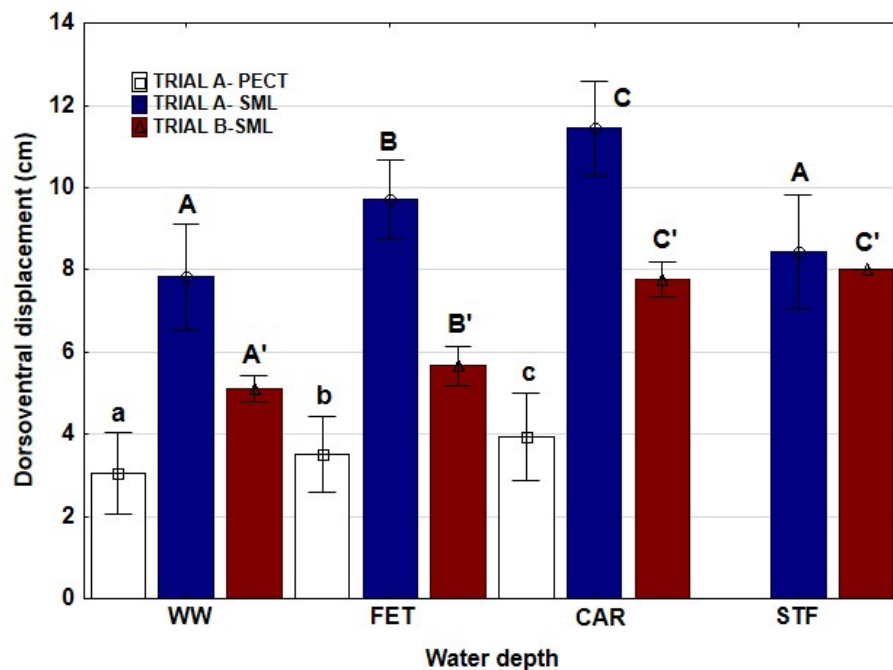 14
12
10
8
6
4
2
0
Dorsoventral displacement (cm)
TRIAL A- PECT
TRIAL A- SML
TRIAL B-SML
a
A
A'
b
B
B'
c
C
C'
A
C'
WW
FET
CAR
STF
Water depth